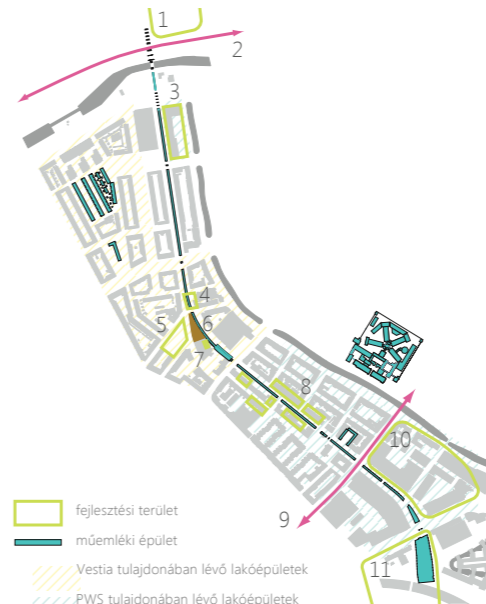 1
2
3
4
5
6
7
8
9
10
11
fejlesztési terület
műemléki épület
Vestia tulajdonában lévő lakóépületek
PWS tulajdonában lévő lakóépületek